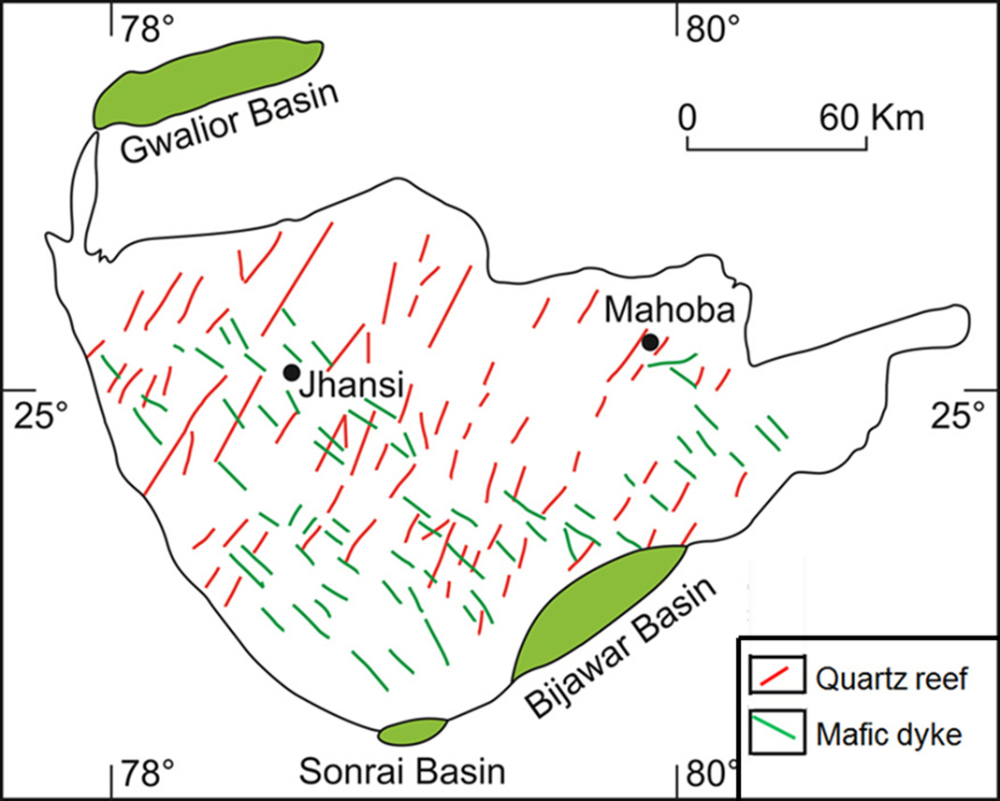 78°
80°
Gwalior Basin
0 60 Km
Mahoba
Jhansi
25°
25°
Bijawar Basin
Quartz reef
Mafic dyke
Sonrai Basin
78°
80°